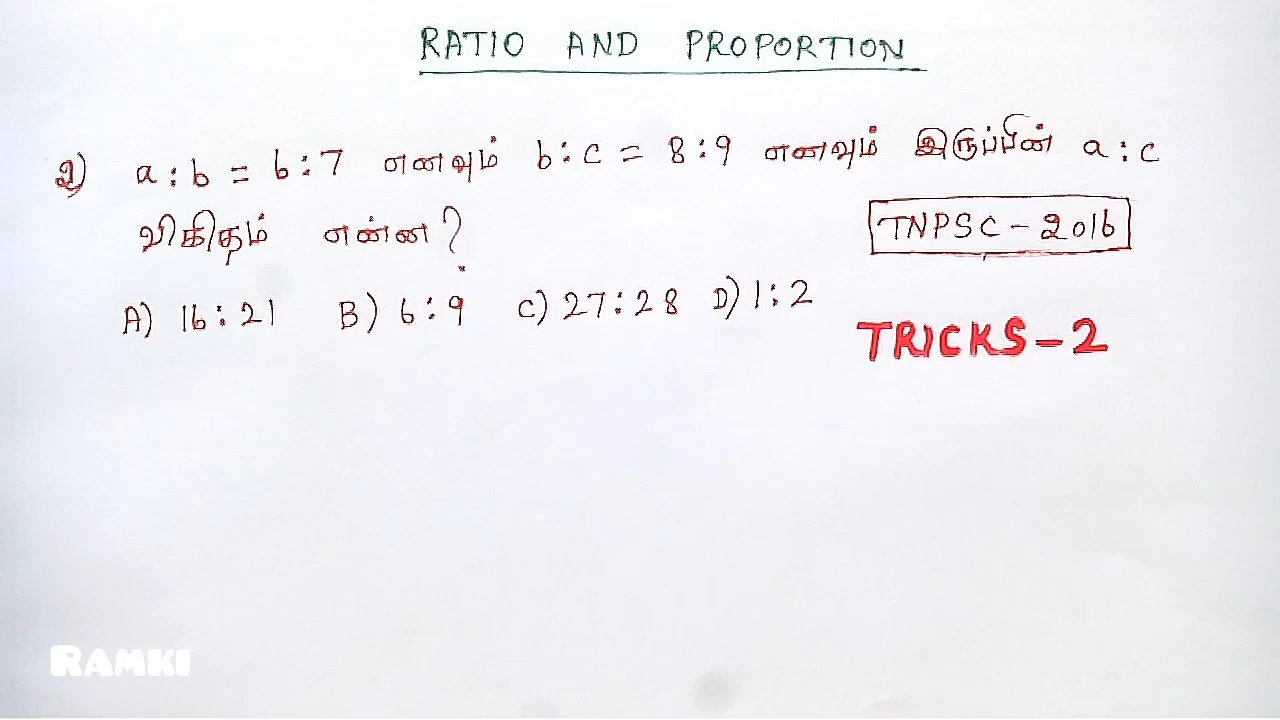 RATIO AND PROPORTION
2) a:b = 6:7 எனவும் b:c = 8:9 எனவும் இருப்பின் a:c
விகிதம் என்ன?
TNPSC - 2016
A) 16:21 B) 6:9 C) 27:28 D) 1:2
TRICKS-2
RAMKI